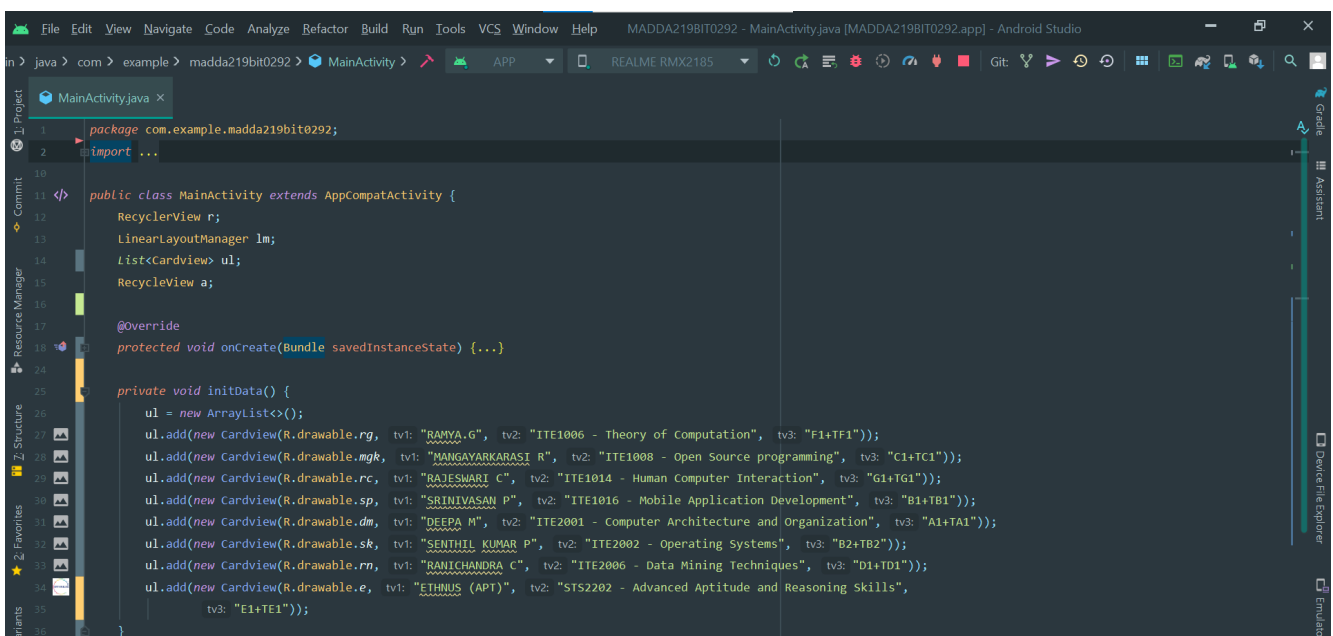 File Edit View Navigate Code Analyze Refactor Build Run Tools VCS Window Help MADDA219BIT0292 - MainActivity.java [MADDA219BIT0292.app] - Android Studio
in > java > com > example > madda219bit0292 > MainActivity > APP REALME RMX2185 Git:
MainActivity.java ×
1: Project
Commit
Resource Manager
7: Structure
2: Favorites
ariants
1 package com.example.madda219bit0292;
2 import ...
10
11 </> public class MainActivity extends AppCompatActivity {
12 RecyclerView r;
13 LinearLayoutManager lm;
14 List<Cardview> ul;
15 RecycleView a;
16
17 @Override
18 protected void onCreate(Bundle savedInstanceState) {...}
24
25 private void initData() {
26 ul = new ArrayList<>();
27 ul.add(new Cardview(R.drawable.rg, tv1: "RAMYA.G", tv2: "ITE1006 - Theory of Computation", tv3: "F1+TF1"));
28 ul.add(new Cardview(R.drawable.mgk, tv1: "MANGAYARKARASI R", tv2: "ITE1008 - Open Source programming", tv3: "C1+TC1"));
29 ul.add(new Cardview(R.drawable.rc, tv1: "RAJESWARI C", tv2: "ITE1014 - Human Computer Interaction", tv3: "G1+TG1"));
30 ul.add(new Cardview(R.drawable.sp, tv1: "SRINIVASAN P", tv2: "ITE1016 - Mobile Application Development", tv3: "B1+TB1"));
31 ul.add(new Cardview(R.drawable.dm, tv1: "DEEPA M", tv2: "ITE2001 - Computer Architecture and Organization", tv3: "A1+TA1"));
32 ul.add(new Cardview(R.drawable.sk, tv1: "SENTHIL KUMAR P", tv2: "ITE2002 - Operating Systems", tv3: "B2+TB2"));
33 ul.add(new Cardview(R.drawable.rn, tv1: "RANICHANDRA C", tv2: "ITE2006 - Data Mining Techniques", tv3: "D1+TD1"));
34 ul.add(new Cardview(R.drawable.e, tv1: "ETHNUS (APT)", tv2: "STS2202 - Advanced Aptitude and Reasoning Skills",
35 tv3: "E1+TE1"));
36 }
Gradle
Assistant
Device File Explorer
Emulato